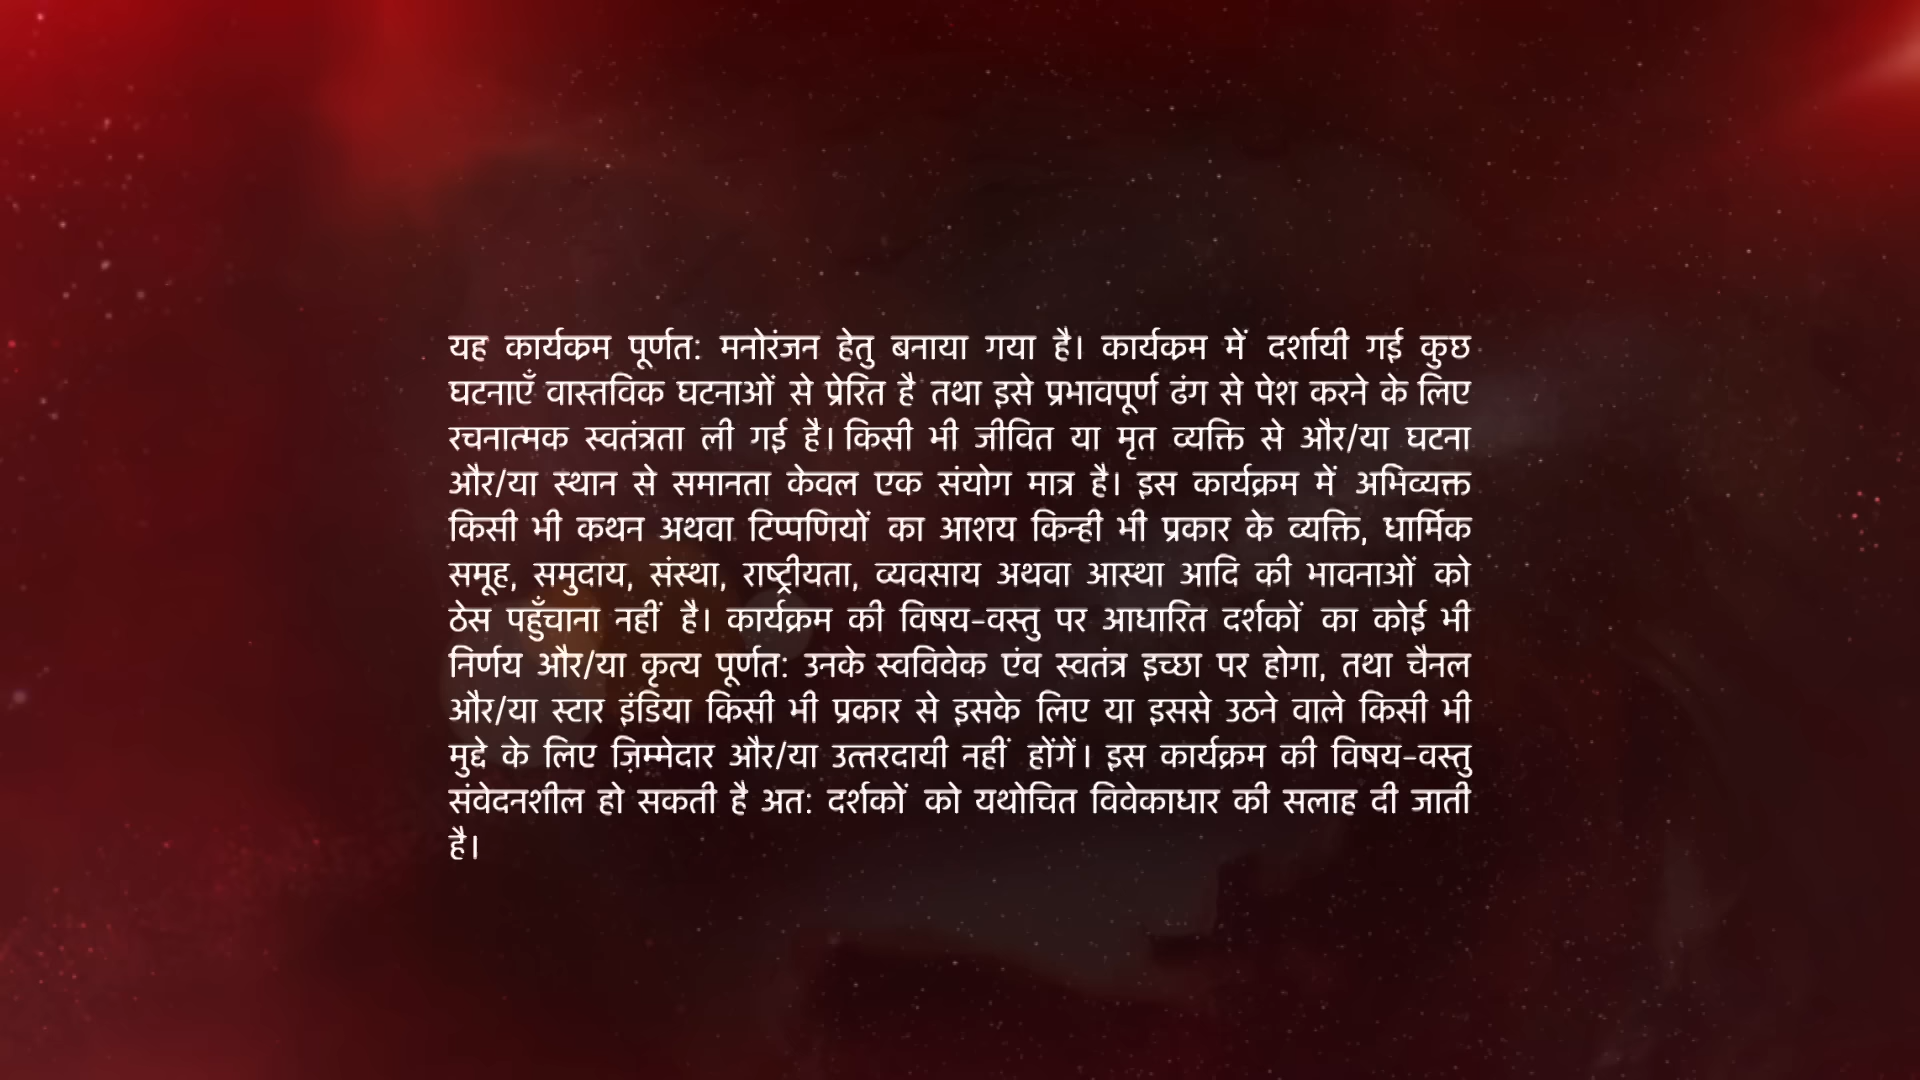 यह कार्यक्रम पूर्णत: मनोरंजन हेतु बनाया गया है। कार्यक्रम में दर्शायी गई कुछ
घटनाएँ वास्तविक घटनाओं से प्रेरित है तथा इसे प्रभावपूर्ण ढंग से पेश करने के लिए
रचनात्मक स्वतंत्रता ली गई है। किसी भी जीवित या मृत व्यक्ति से और/या घटना
और/या स्थान से समानता केवल एक संयोग मात्र है। इस कार्यक्रम में अभिव्यक्त
किसी भी कथन अथवा टिप्पणियों का आशय किन्ही भी प्रकार के व्यक्ति, धार्मिक
समूह, समुदाय, संस्था, राष्ट्रीयता, व्यवसाय अथवा आस्था आदि की भावनाओं को
ठेस पहुँचाना नहीं है। कार्यक्रम की विषय-वस्तु पर आधारित दर्शकों का कोई भी
निर्णय और/या कृत्य पूर्णत: उनके स्वविवेक एंव स्वतंत्र इच्छा पर होगा, तथा चैनल
और/या स्टार इंडिया किसी भी प्रकार से इसके लिए या इससे उठने वाले किसी भी
मुद्दे के लिए ज़िम्मेदार और/या उत्तरदायी नहीं होंगें। इस कार्यक्रम की विषय-वस्तु
संवेदनशील हो सकती है अत: दर्शकों को यथोचित विवेकाधार की सलाह दी जाती
है।